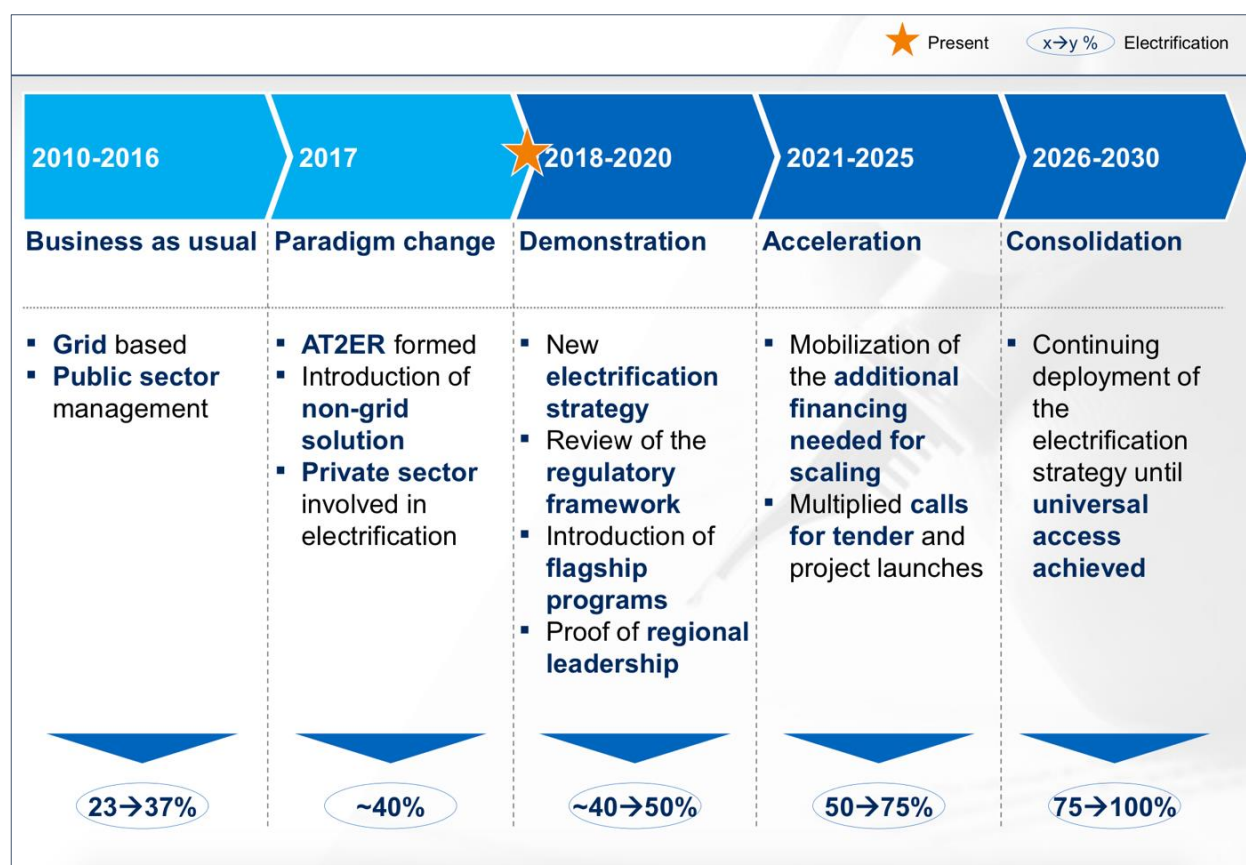 Present
x→y %
Electrification
2010-2016
2017
2018-2020
2021-2025
2026-2030
Business as usual
Paradigm change
Demonstration
Acceleration
Consolidation
▪ Grid based
▪ Public sector
management
▪ AT2ER formed
▪ Introduction of
non-grid
solution
▪ Private sector
involved in
electrification
▪ New
electrification
strategy
▪ Review of the
regulatory
framework
▪ Introduction of
flagship
programs
▪ Proof of regional
leadership
▪ Mobilization of
the additional
financing
needed for
scaling
▪ Multiplied calls
for tender and
project launches
▪ Continuing
deployment of
the
electrification
strategy until
universal
access
achieved
23→37%
~40%
~40→50%
50→75%
75→100%